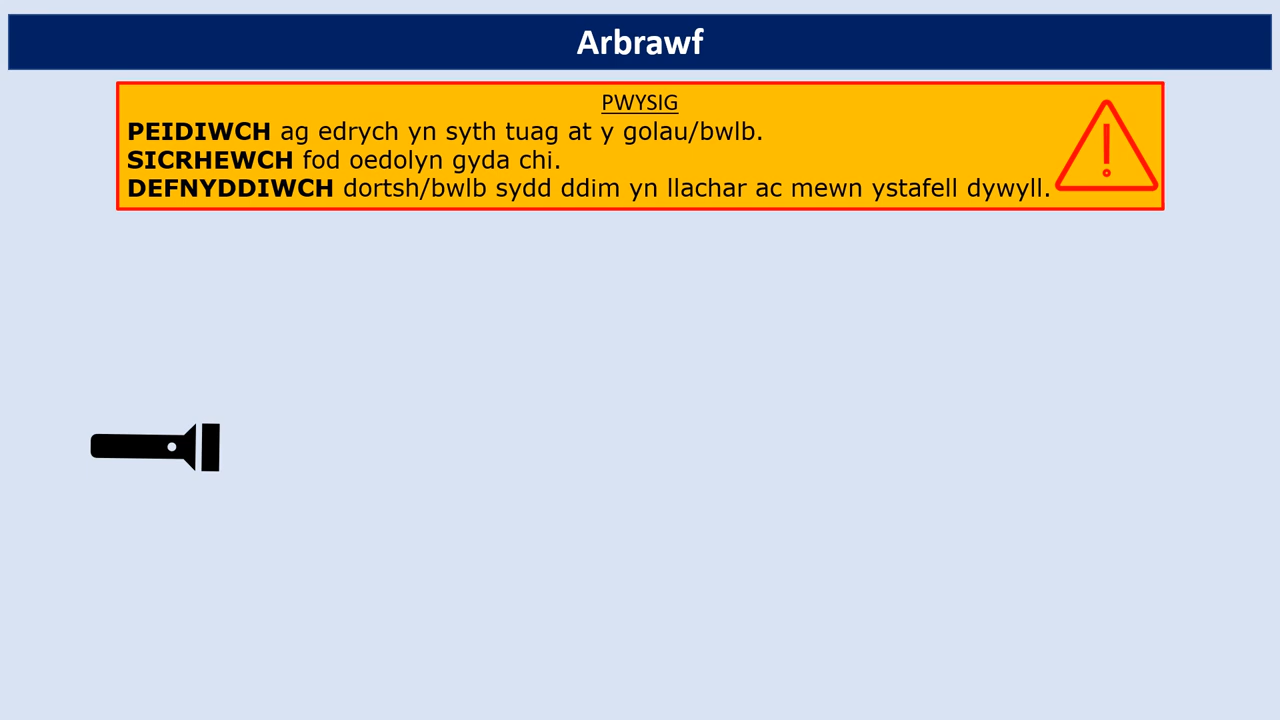 Arbrawf
PWYSIG
PEIDIWCH ag edrych yn syth tuag at y golau/bwlb.
SICRHEWCH fod oedolyn gyda chi.
DEFNYDDIWCH dortsh/bwlb sydd ddim yn llachar ac mewn ystafell dywyll.